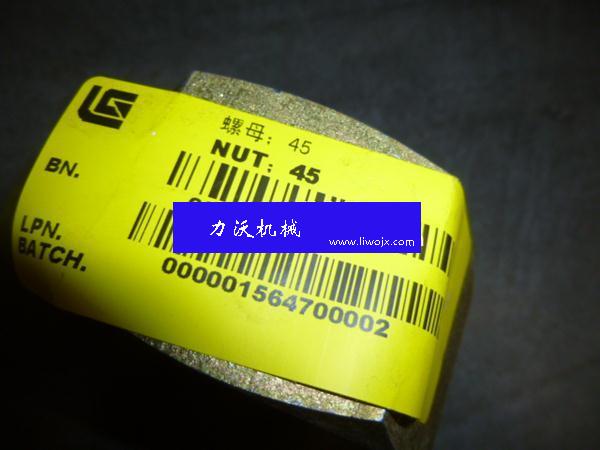 螺母: 45
NUT: 45
BN.
力沃机械
www.liwojx.com
LPN.
BATCH.
000001564700002